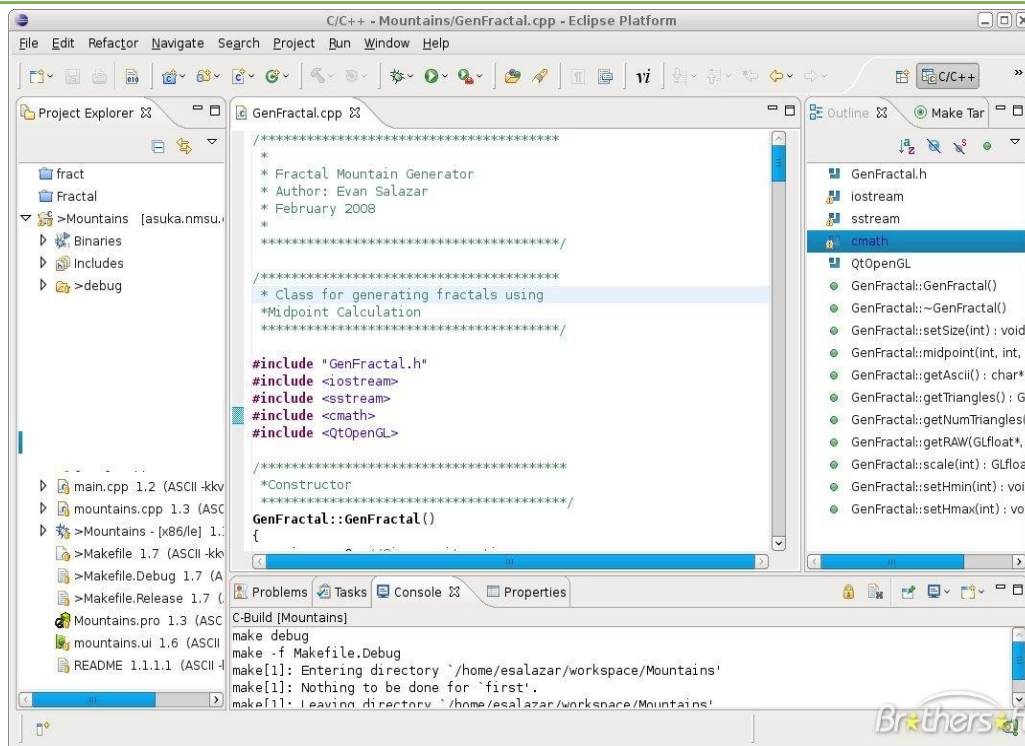 C/C++ - Mountains/GenFractal.cpp - Eclipse Platform
File Edit Refactor Navigate Search Project Run Window Help
vi
C/C++
»
Project Explorer
fract
Fractal
>Mountains [asuka.nmsu.
Binaries
Includes
>debug
main.cpp 1.2 (ASCII -kkv
mountains.cpp 1.3 (ASC
>Mountains - [x86/le] 1.
>Makefile 1.7 (ASCII -kkv
>Makefile.Debug 1.7 (A
>Makefile.Release 1.7 (
Mountains.pro 1.3 (ASC
mountains.ui 1.6 (ASCII
README 1.1.1.1 (ASCII -
GenFractal.cpp
/***************************************
*
* Fractal Mountain Generator
* Author: Evan Salazar
* February 2008
*
***************************************/
/***************************************
* Class for generating fractals using
*Midpoint Calculation
***************************************/
#include "GenFractal.h"
#include <iostream>
#include <sstream>
#include <cmath>
#include <QtOpenGL>
/****************************************
*Constructor
****************************************/
GenFractal::GenFractal()
{
Outline Make Tar
GenFractal.h
iostream
sstream
cmath
QtOpenGL
GenFractal::GenFractal()
GenFractal::~GenFractal()
GenFractal::setSize(int) : void
GenFractal::midpoint(int, int,
GenFractal::getAscii() : char*
GenFractal::getTriangles() : G
GenFractal::getNumTriangles(
GenFractal::getRAW(GLfloat*,
GenFractal::scale(int) : GLfloa
GenFractal::setHmin(int) : voi
GenFractal::setHmax(int) : vo
Problems Tasks Console Properties
C-Build [Mountains]
make debug
make -f Makefile.Debug
make[1]: Entering directory `/home/esalazar/workspace/Mountains'
make[1]: Nothing to be done for `first'.
make[1]: Leaving directory `/home/esalazar/workspace/Mountains'
Brothers